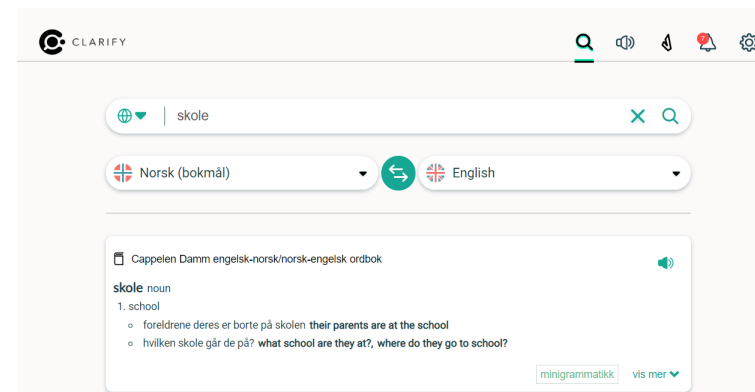 CLARIFY
7
skole
Norsk (bokmål)
English
Cappelen Damm engelsk-norsk/norsk-engelsk ordbok
skole noun
1. school
foreldrene deres er borte på skolen their parents are at the school
hvilken skole går de på? what school are they at?, where do they go to school?
minigrammatikk vis mer